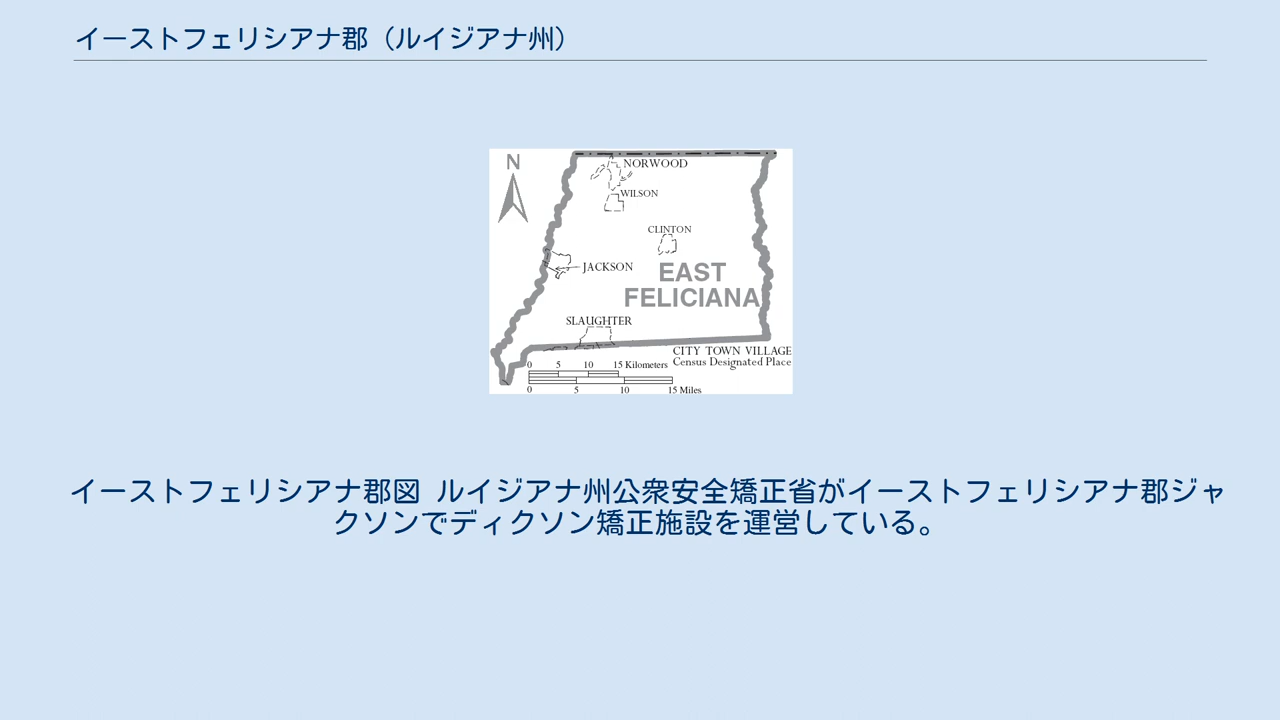 イーストフェリシアナ郡（ルイジアナ州）
N
NORWOOD
WILSON
CLINTON
JACKSON
EAST
FELICIANA
SLAUGHTER
CITY TOWN VILLAGE
Census Designated Place
0 5 10 15 Kilometers
0 5 10 15 Miles
イーストフェリシアナ郡図 ルイジアナ州公衆安全矯正省がイーストフェリシアナ郡ジャ
クソンでディクソン矯正施設を運営している。